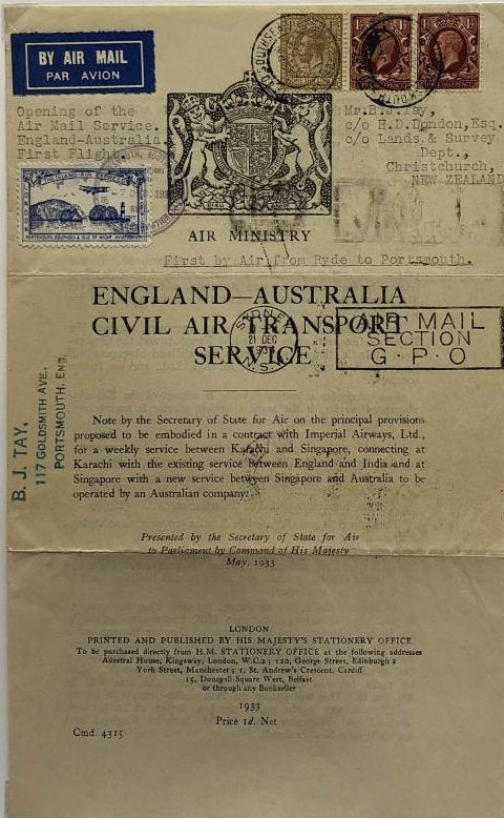 BY AIR MAIL
PAR AVION
Opening of the
Air Mail Service.
England-Australia.
First Flight
Mr.B.J.Tay,
c/o H.D.London,Esq.
c/o Lands & Survey
Dept.,
Christchurch,
NEW ZEALAND
AIR MINISTRY
First by Air from Ryde to Portsmouth.
ENGLAND—AUSTRALIA
CIVIL AIR TRANSPORT
SERVICE
SYDNEY
21 DEC
N.S.W.
AIR MAIL
SECTION
G·P·O
B. J. TAY,
117 GOLDSMITH AVE.,
PORTSMOUTH, ENG.
Note by the Secretary of State for Air on the principal provisions
proposed to be embodied in a contract with Imperial Airways, Ltd.,
for a weekly service between Karachi and Singapore, connecting at
Karachi with the existing service between England and India and at
Singapore with a new service between Singapore and Australia to be
operated by an Australian company.
Presented by the Secretary of State for Air
to Parliament by Command of His Majesty
May, 1933
LONDON
PRINTED AND PUBLISHED BY HIS MAJESTY'S STATIONERY OFFICE
To be purchased directly from H.M. STATIONERY OFFICE at the following addresses
Adastral House, Kingsway, London, W.C.2; 120, George Street, Edinburgh 2
York Street, Manchester; 1, St. Andrew's Crescent, Cardiff
15, Donegall Square West, Belfast
or through any Bookseller
1933
Price 1d. Net
Cmd. 4315